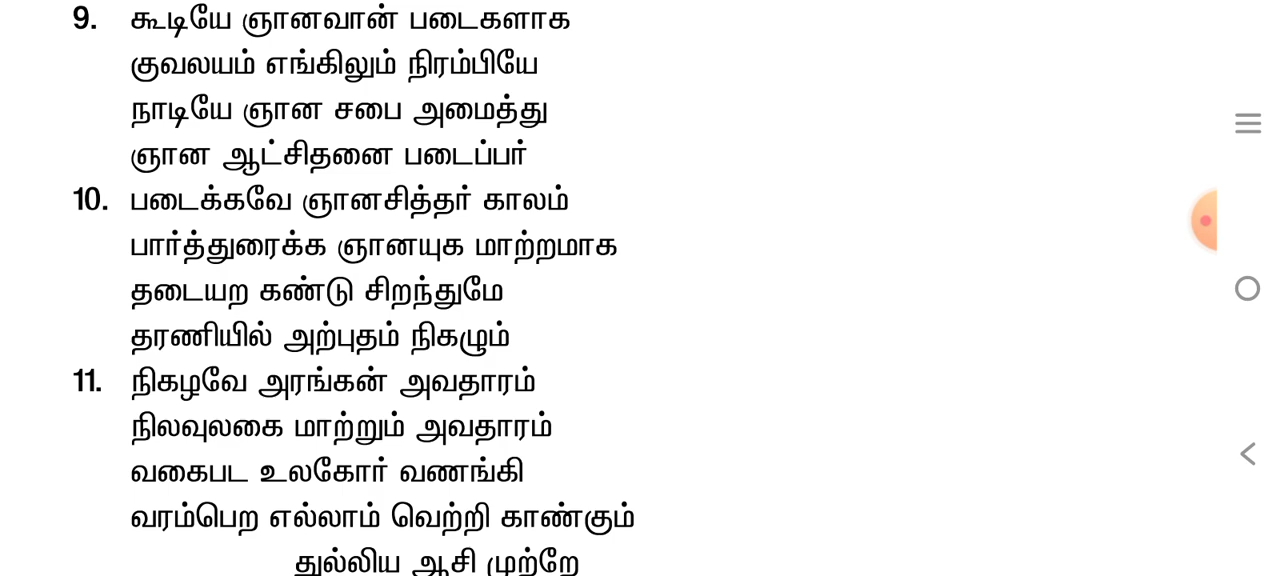 9. கூடியே ஞானவான் படைகளாக
குவலயம் எங்கிலும் நிரம்பியே
நாடியே ஞான சபை அமைத்து
ஞான ஆட்சிதனை படைப்பர்
10. படைக்கவே ஞானசித்தர் காலம்
பார்த்துரைக்க ஞானயுக மாற்றமாக
தடையற கண்டு சிறந்துமே
தரணியில் அற்புதம் நிகழும்
11. நிகழவே அரங்கன் அவதாரம்
நிலவுலகை மாற்றும் அவதாரம்
வகைபட உலகோர் வணங்கி
வரம்பெற எல்லாம் வெற்றி காண்கும்
துல்லிய ஆசி முற்றே